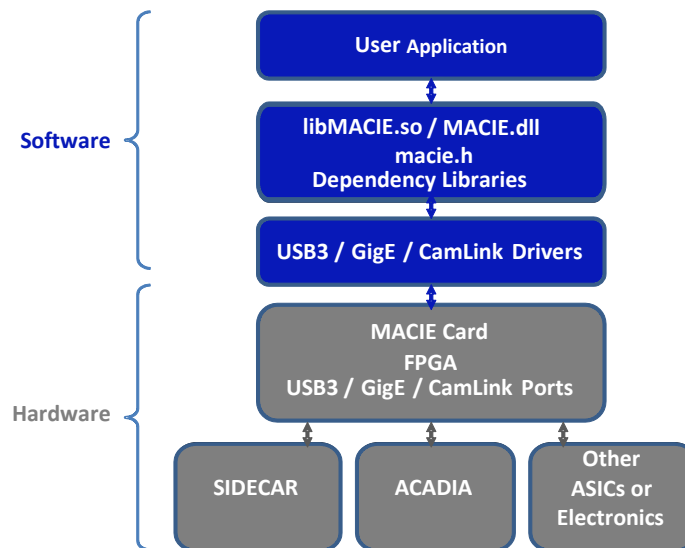 User Application
Software
libMACIE.so / MACIE.dll
macie.h
Dependency Libraries
USB3 / GigE / CamLink Drivers
Hardware
MACIE Card
FPGA
USB3 / GigE / CamLink Ports
SIDECAR
ACADIA
Other
ASICs or
Electronics